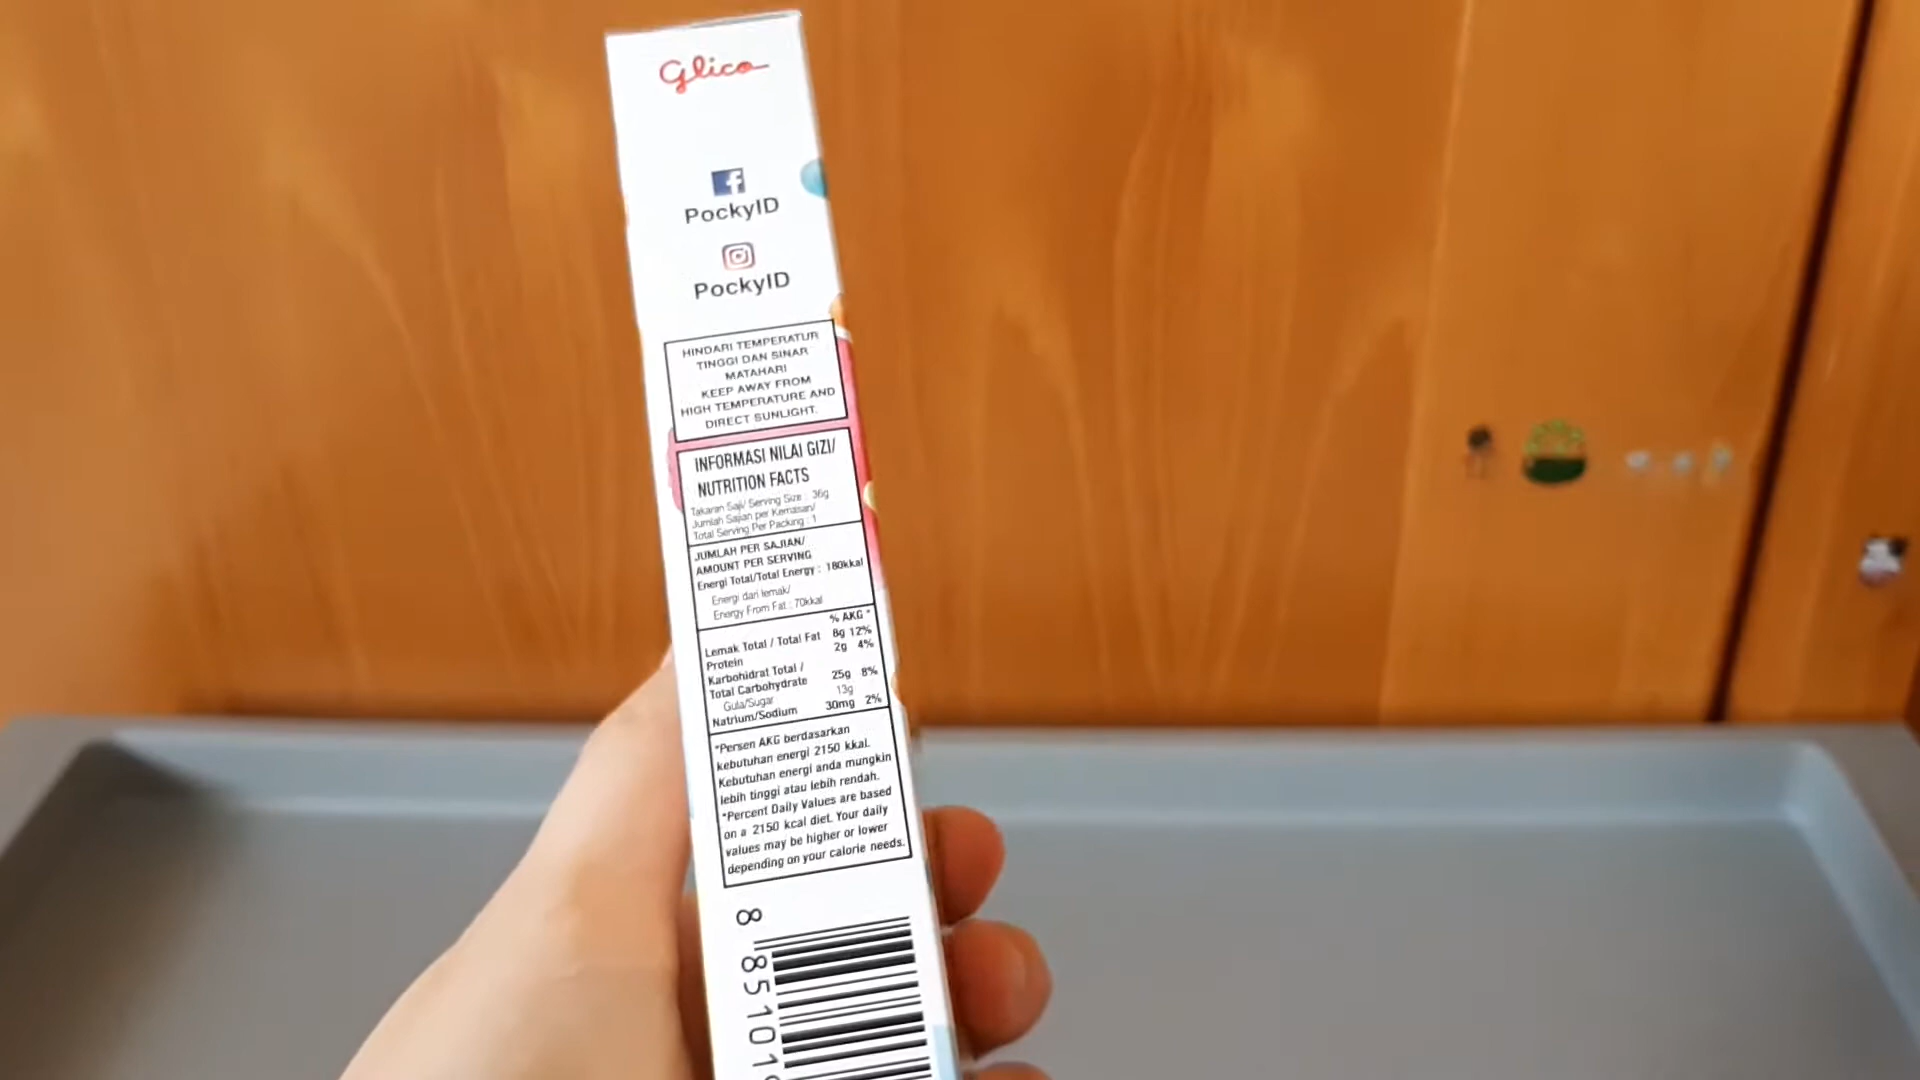 Glico
PockyID
PockyID
HINDARI TEMPERATUR
TINGGI DAN SINAR
MATAHARI
KEEP AWAY FROM
HIGH TEMPERATURE AND
DIRECT SUNLIGHT.
INFORMASI NILAI GIZI/
NUTRITION FACTS
Takaran Saji/ Serving Size : 36g
Jumlah Sajian per Kemasan/
Total Serving Per Packing : 1
JUMLAH PER SAJIAN/
AMOUNT PER SERVING
Energi Total/Total Energy : 180kkal
Energi dari lemak/
Energy From Fat : 70kkal
% AKG *
Lemak Total / Total Fat 8g 12%
Protein 2g 4%
Karbohidrat Total /
Total Carbohydrate 25g 8%
Gula/Sugar 13g
Natrium/Sodium 30mg 2%
*Persen AKG berdasarkan
kebutuhan energi 2150 kkal.
Kebutuhan energi anda mungkin
lebih tinggi atau lebih rendah.
*Percent Daily Values are based
on a 2150 kcal diet. Your daily
values may be higher or lower
depending on your calorie needs.
8 85101